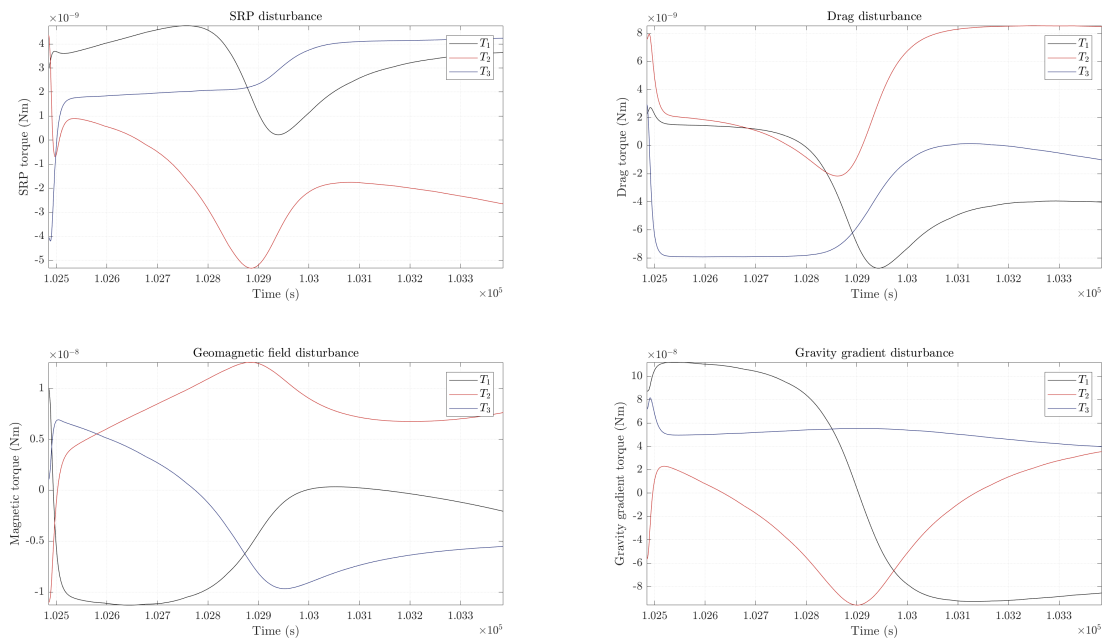 SRP disturbance
×10⁻⁹
SRP torque (Nm)
4
3
2
1
0
-1
-2
-3
-4
-5
T₁
T₂
T₃
1.025 1.026 1.027 1.028 1.029 1.03 1.031 1.032 1.033
Time (s)
×10⁵
Drag disturbance
×10⁻⁹
Drag torque (Nm)
8
6
4
2
0
-2
-4
-6
-8
T₁
T₂
T₃
1.025 1.026 1.027 1.028 1.029 1.03 1.031 1.032 1.033
Time (s)
×10⁵
Geomagnetic field disturbance
×10⁻⁸
Magnetic torque (Nm)
1
0.5
0
-0.5
-1
T₁
T₂
T₃
1.025 1.026 1.027 1.028 1.029 1.03 1.031 1.032 1.033
Time (s)
×10⁵
Gravity gradient disturbance
×10⁻⁸
Gravity gradient torque (Nm)
10
8
6
4
2
0
-2
-4
-6
-8
T₁
T₂
T₃
1.025 1.026 1.027 1.028 1.029 1.03 1.031 1.032 1.033
Time (s)
×10⁵